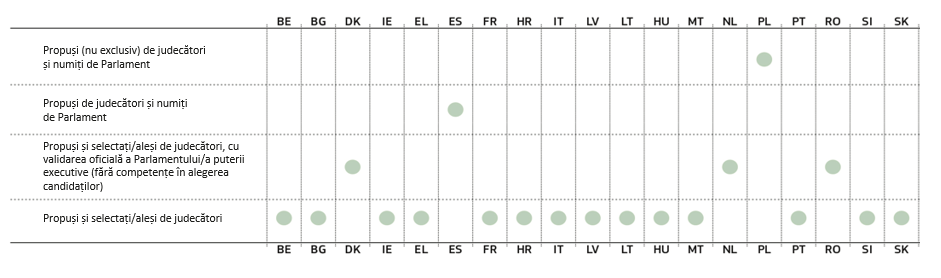 BE BG DK IE EL ES FR HR IT LV LT HU MT NL PL PT RO SI SK
Propuși (nu exclusiv) de judecători
și numiți de Parlament
Propuși de judecători și numiți
de Parlament
Propuși și selectați/aleși de judecători, cu
validarea oficială a Parlamentului/a puterii
executive (fără competențe în alegerea
candidaților)
Propuși și selectați/aleși de judecători
BE BG DK IE EL ES FR HR IT LV LT HU MT NL PL PT RO SI SK